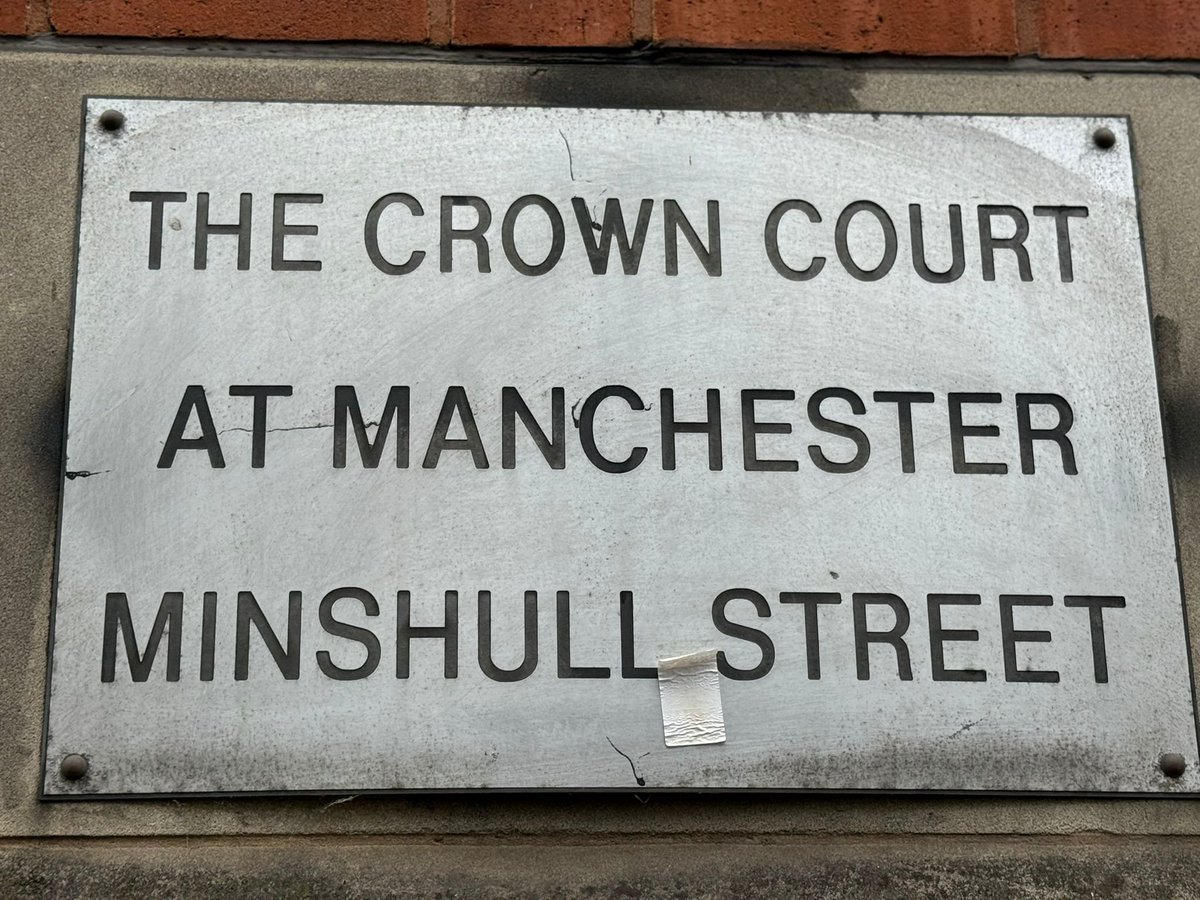 THE CROWN COURT
AT MANCHESTER
MINSHULL STREET